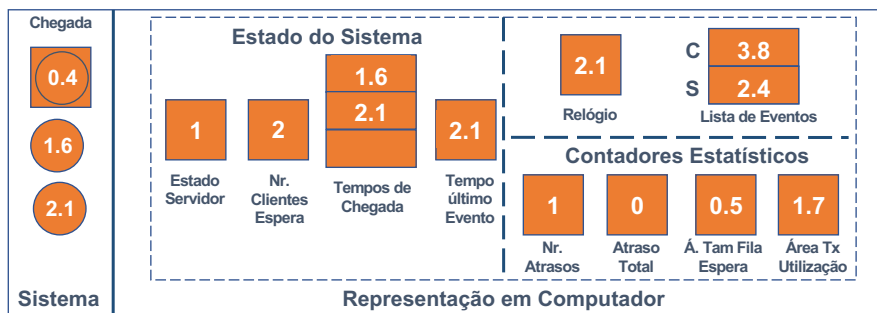 Chegada
0.4
1.6
2.1
Sistema
Estado do Sistema
1
Estado
Servidor
2
Nr.
Clientes
Espera
1.6
2.1
Tempos de
Chegada
2.1
Tempo
último
Evento
2.1
Relógio
C 3.8
S 2.4
Lista de Eventos
Contadores Estatísticos
1
Nr.
Atrasos
0
Atraso
Total
0.5
Á. Tam Fila
Espera
1.7
Área Tx
Utilização
Representação em Computador